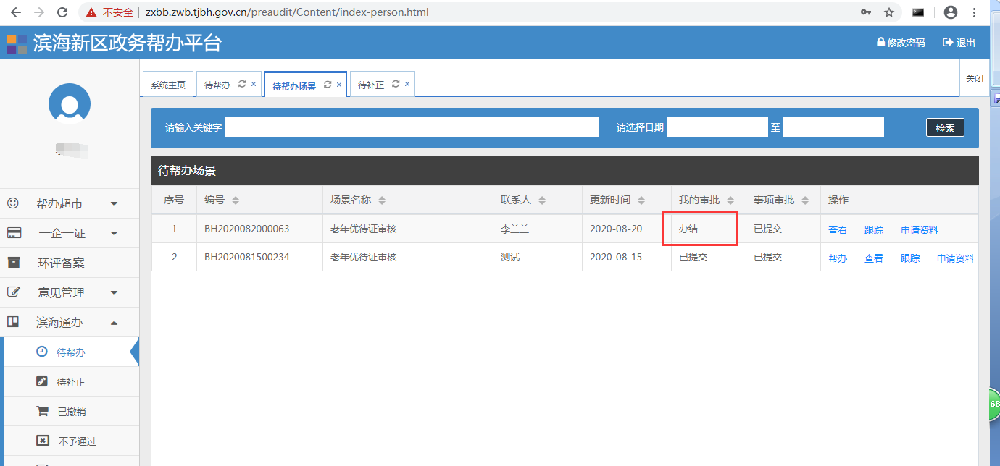 不安全 zxbb.zwb.tjbh.gov.cn/preaudit/Content/index-person.html
滨海新区政务帮办平台 修改密码 退出
系统主页 待帮办 待帮办场景 待补正 关闭
请输入关键字 请选择日期 至 检索
待帮办场景
序号 编号 场景名称 联系人 更新时间 我的审批 事项审批 操作
1 BH2020082000063 老年优待证审核 李兰兰 2020-08-20 办结 已提交 查看 跟踪 申请资料
2 BH2020081500234 老年优待证审核 测试 2020-08-15 已提交 已提交 帮办 查看 跟踪 申请资料
帮办超市
一企一证
环评备案
意见管理
滨海通办
待帮办
待补正
已撤销
不予通过
68